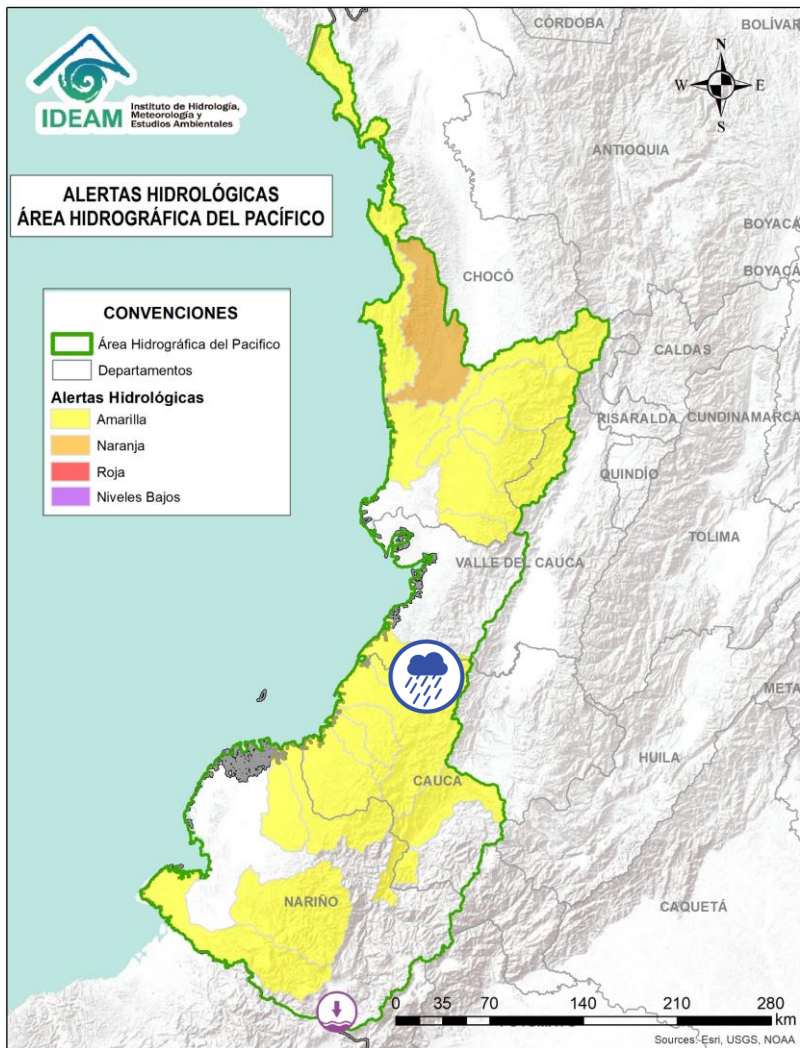 CÓRDOBA
BOLÍVAR
N
W E
S
IDEAM
Instituto de Hidrología,
Meteorología y
Estudios Ambientales
ANTIOQUIA
ALERTAS HIDROLÓGICAS
ÁREA HIDROGRÁFICA DEL PACÍFICO
BOYACÁ
CHOCÓ
BOYACÁ
CONVENCIONES
Área Hidrográfica del Pacifico
Departamentos
Alertas Hidrológicas
Amarilla
Naranja
Roja
Niveles Bajos
CALDAS
RISARALDA
CUNDINAMARCA
QUINDÍO
TOLIMA
VALLE DEL CAUCA
META
HUILA
CAUCA
NARIÑO
CAQUETÁ
0 35 70 140 210 280
km
Sources: Esri, USGS, NOAA